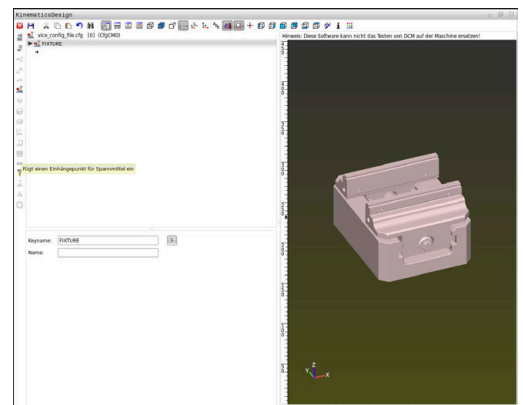 KinematicsDesign
vice_config_file.cfg [0] (CfgCMO)
FIXTURE
Hinweis: Diese Software kann nicht das Testen von DCM auf der Maschine ersetzen!
Fügt einen Einhängepunkt für Spannmittel ein
Keyname: FIXTURE
Name:
Z
Y
X